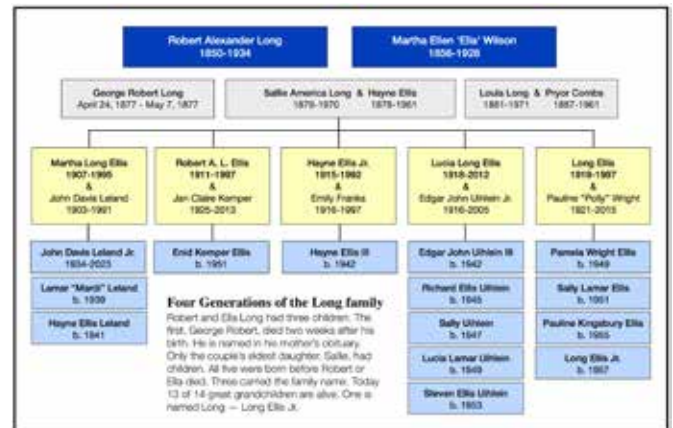 Robert Alexander Long
1850-1934
Martha Ellen 'Ella' Wilson
1856-1928
George Robert Long
April 24, 1877 - May 7, 1877
Sallie America Long & Hayne Ellis
1879-1970 1878-1961
Loula Long & Pryor Combs
1881-1971 1887-1961
Martha Long Ellis
1907-1995
&
John Davis Leland
1903-1991
Robert A. L. Ellis
1911-1997
&
Jan Claire Kemper
1925-2013
Hayne Ellis Jr.
1915-1992
&
Emily Franks
1916-1997
Lucia Long Ellis
1918-2012
&
Edgar John Uihlein Jr.
1916-2005
Long Ellis
1919-1997
&
Pauline "Polly" Wright
1921-2015
John Davis Leland Jr.
1934-2023
Lamar "Mardi" Leland
b. 1939
Hayne Ellis Leland
b. 1941
Enid Kemper Ellis
b. 1951
Hayne Ellis III
b. 1942
Edgar John Uihlein III
b. 1942
Richard Ellis Uihlein
b. 1945
Sally Uihlein
b. 1947
Lucia Lamar Uihlein
b. 1949
Steven Ellis Uihlein
b. 1953
Pamela Wright Ellis
b. 1949
Sally Lamar Ellis
b. 1951
Pauline Kingsbury Ellis
b. 1955
Long Ellis Jr.
b. 1957
Four Generations of the Long family
Robert and Ella Long had three children. The
first, George Robert, died two weeks after his
birth. He is named in his mother's obituary.
Only the couple's eldest daughter, Sallie, had
children. All five were born before Robert or
Ella died. Three carried the family name. Today
13 of 14 great grandchildren are alive. One is
named Long — Long Ellis Jr.